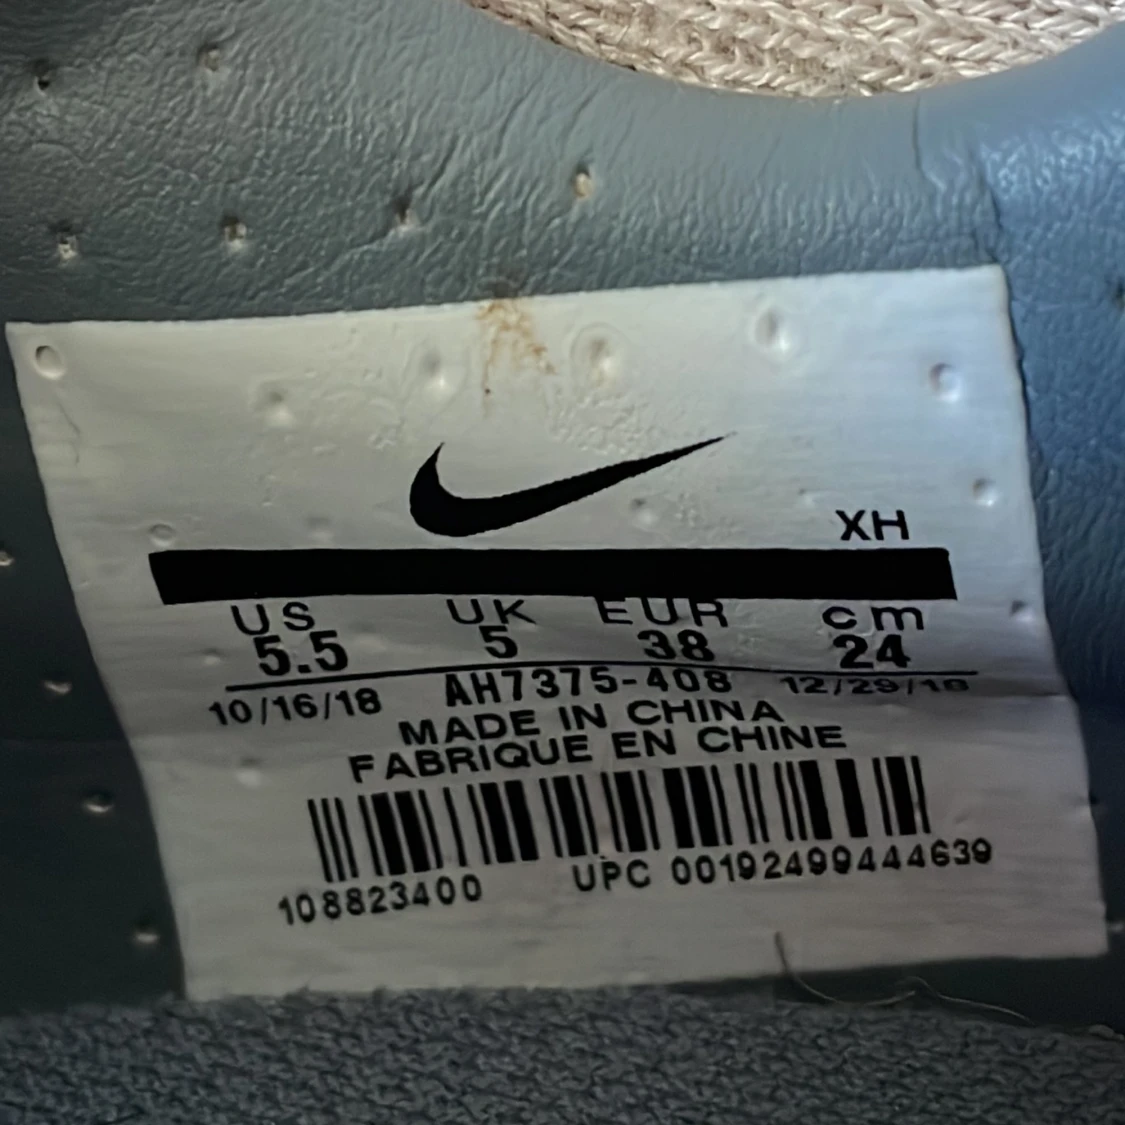 XH
US UK EUR cm
5.5 5 38 24
10/16/18 AH7375-408 12/29/18
MADE IN CHINA
FABRIQUE EN CHINE
108823400 UPC 00192499444639